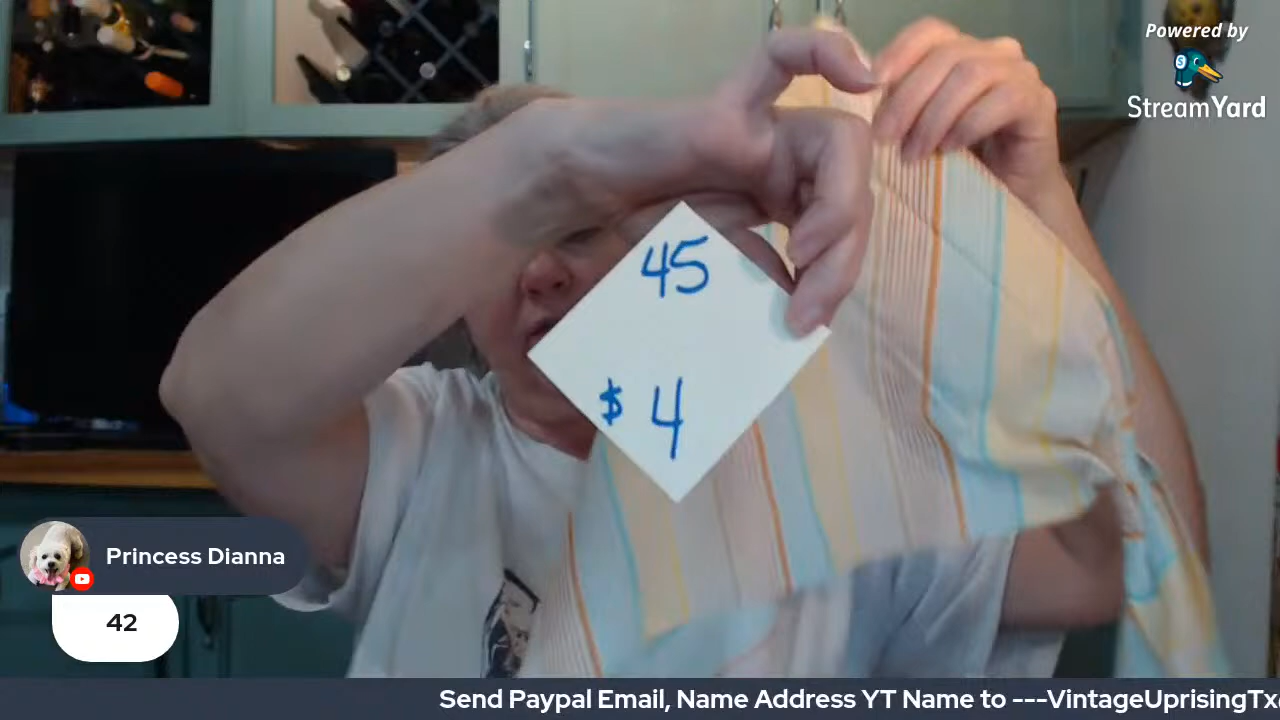 Powered by
StreamYard
45
$ 4
Princess Dianna
42
Send Paypal Email, Name Address YT Name to ---VintageUprisingTx